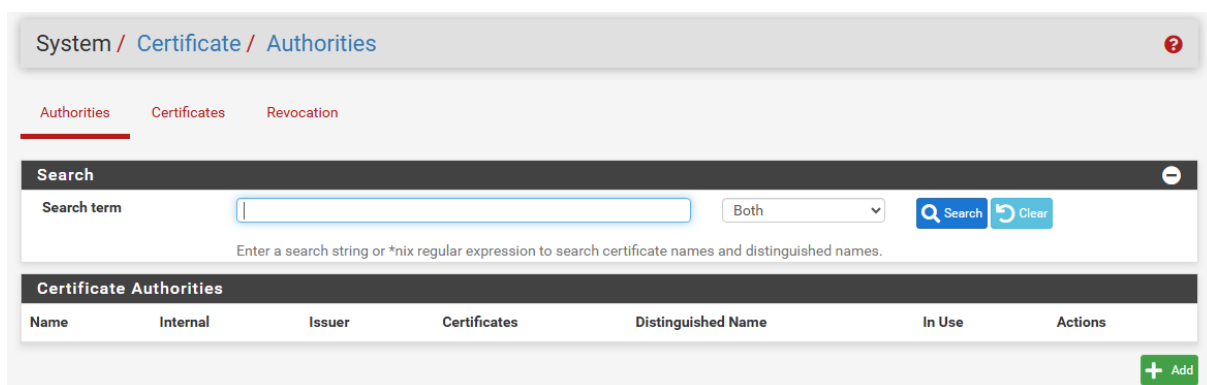 System / Certificate / Authorities
Authorities Certificates Revocation
Search
Search term Both Search Clear
Enter a search string or *nix regular expression to search certificate names and distinguished names.
Certificate Authorities
Name Internal Issuer Certificates Distinguished Name In Use Actions
Add